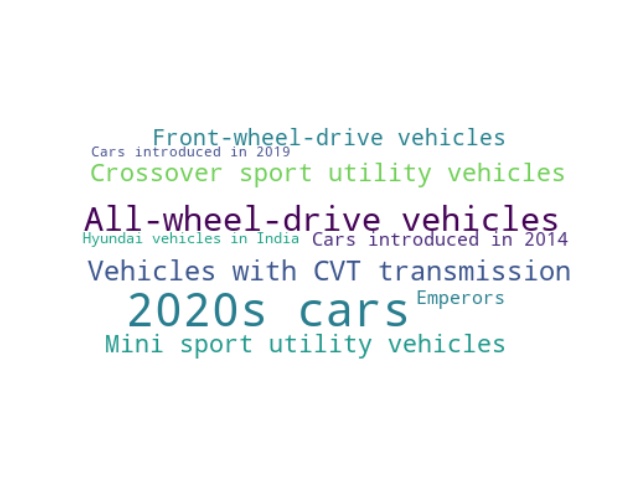 Front-wheel-drive vehicles
Cars introduced in 2019
Crossover sport utility vehicles
All-wheel-drive vehicles
Hyundai vehicles in India
Cars introduced in 2014
Vehicles with CVT transmission
2020s cars
Emperors
Mini sport utility vehicles